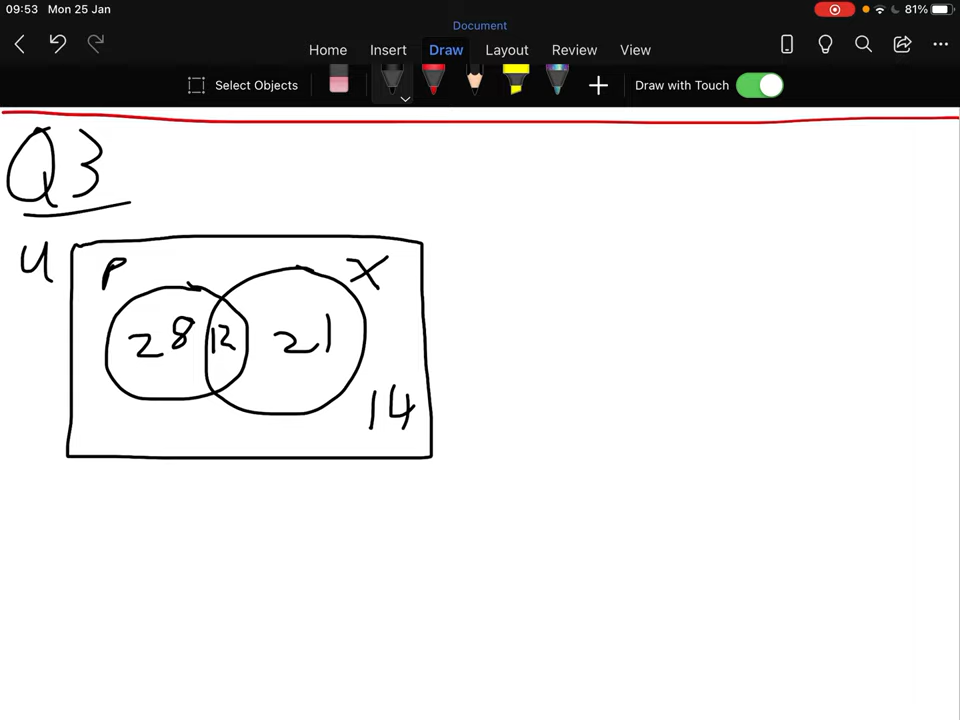 09:53 Mon 25 Jan
81%
Document
Home Insert Draw Layout Review View
Select Objects
Draw with Touch
Q3
U
P X
28 12 21
14